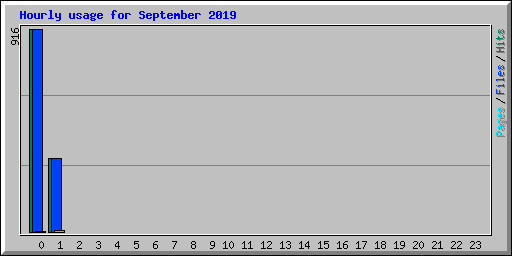 Hourly usage for September 2019
916
Pages/Files/Hits
0 1 2 3 4 5 6 7 8 9 10 11 12 13 14 15 16 17 18 19 20 21 22 23